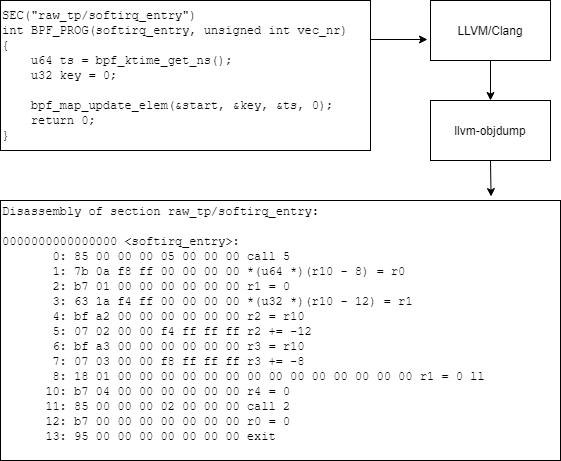 SEC("raw_tp/softirq_entry")
int BPF_PROG(softirq_entry, unsigned int vec_nr)
{
    u64 ts = bpf_ktime_get_ns();
    u32 key = 0;

    bpf_map_update_elem(&start, &key, &ts, 0);
    return 0;
}
LLVM/Clang
llvm-objdump
Disassembly of section raw_tp/softirq_entry:

0000000000000000 <softirq_entry>:
       0: 85 00 00 00 05 00 00 00 call 5
       1: 7b 0a f8 ff 00 00 00 00 *(u64 *)(r10 - 8) = r0
       2: b7 01 00 00 00 00 00 00 r1 = 0
       3: 63 1a f4 ff 00 00 00 00 *(u32 *)(r10 - 12) = r1
       4: bf a2 00 00 00 00 00 00 r2 = r10
       5: 07 02 00 00 f4 ff ff ff r2 += -12
       6: bf a3 00 00 00 00 00 00 r3 = r10
       7: 07 03 00 00 f8 ff ff ff r3 += -8
       8: 18 01 00 00 00 00 00 00 00 00 00 00 00 00 00 00 r1 = 0 ll
      10: b7 04 00 00 00 00 00 00 r4 = 0
      11: 85 00 00 00 02 00 00 00 call 2
      12: b7 00 00 00 00 00 00 00 r0 = 0
      13: 95 00 00 00 00 00 00 00 exit